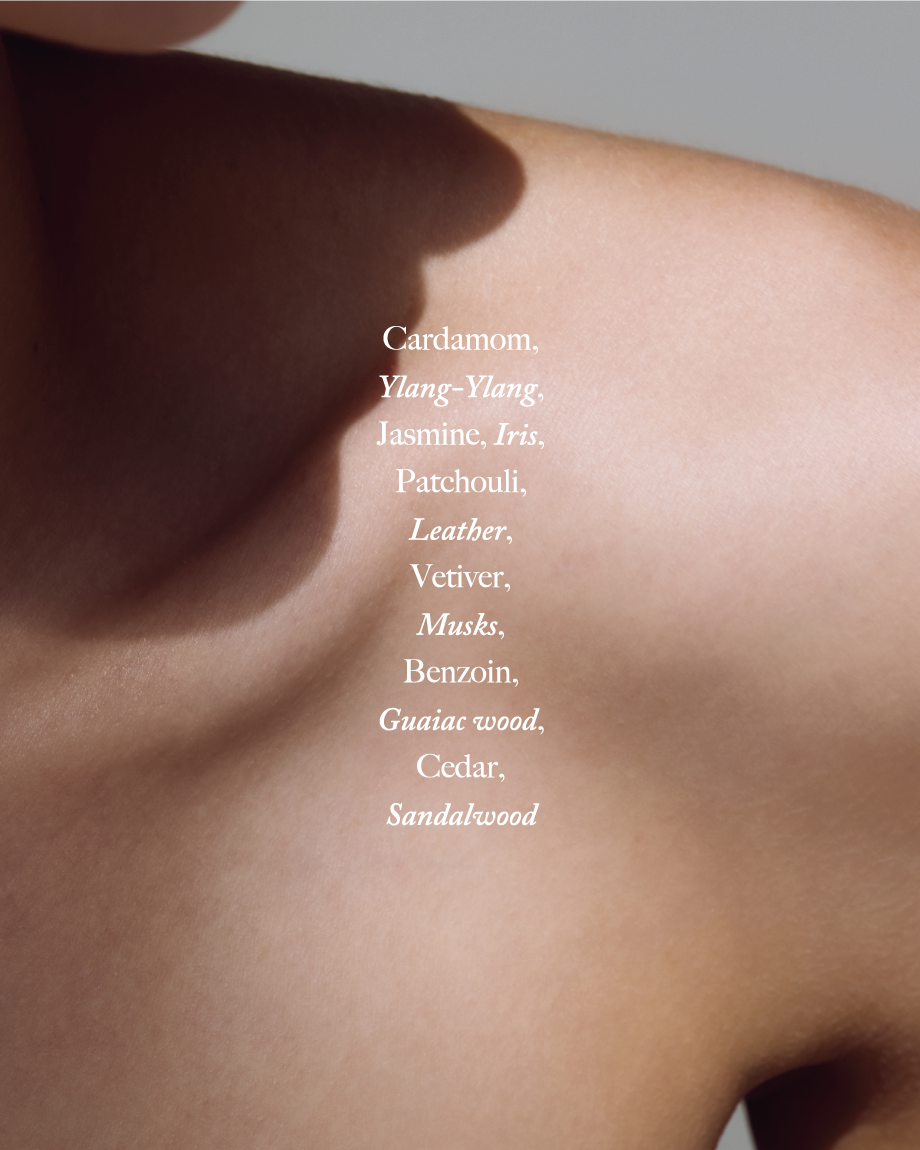 Cardamom,
Ylang-Ylang,
Jasmine, Iris,
Patchouli,
Leather,
Vetiver,
Musks,
Benzoin,
Guaiac wood,
Cedar,
Sandalwood